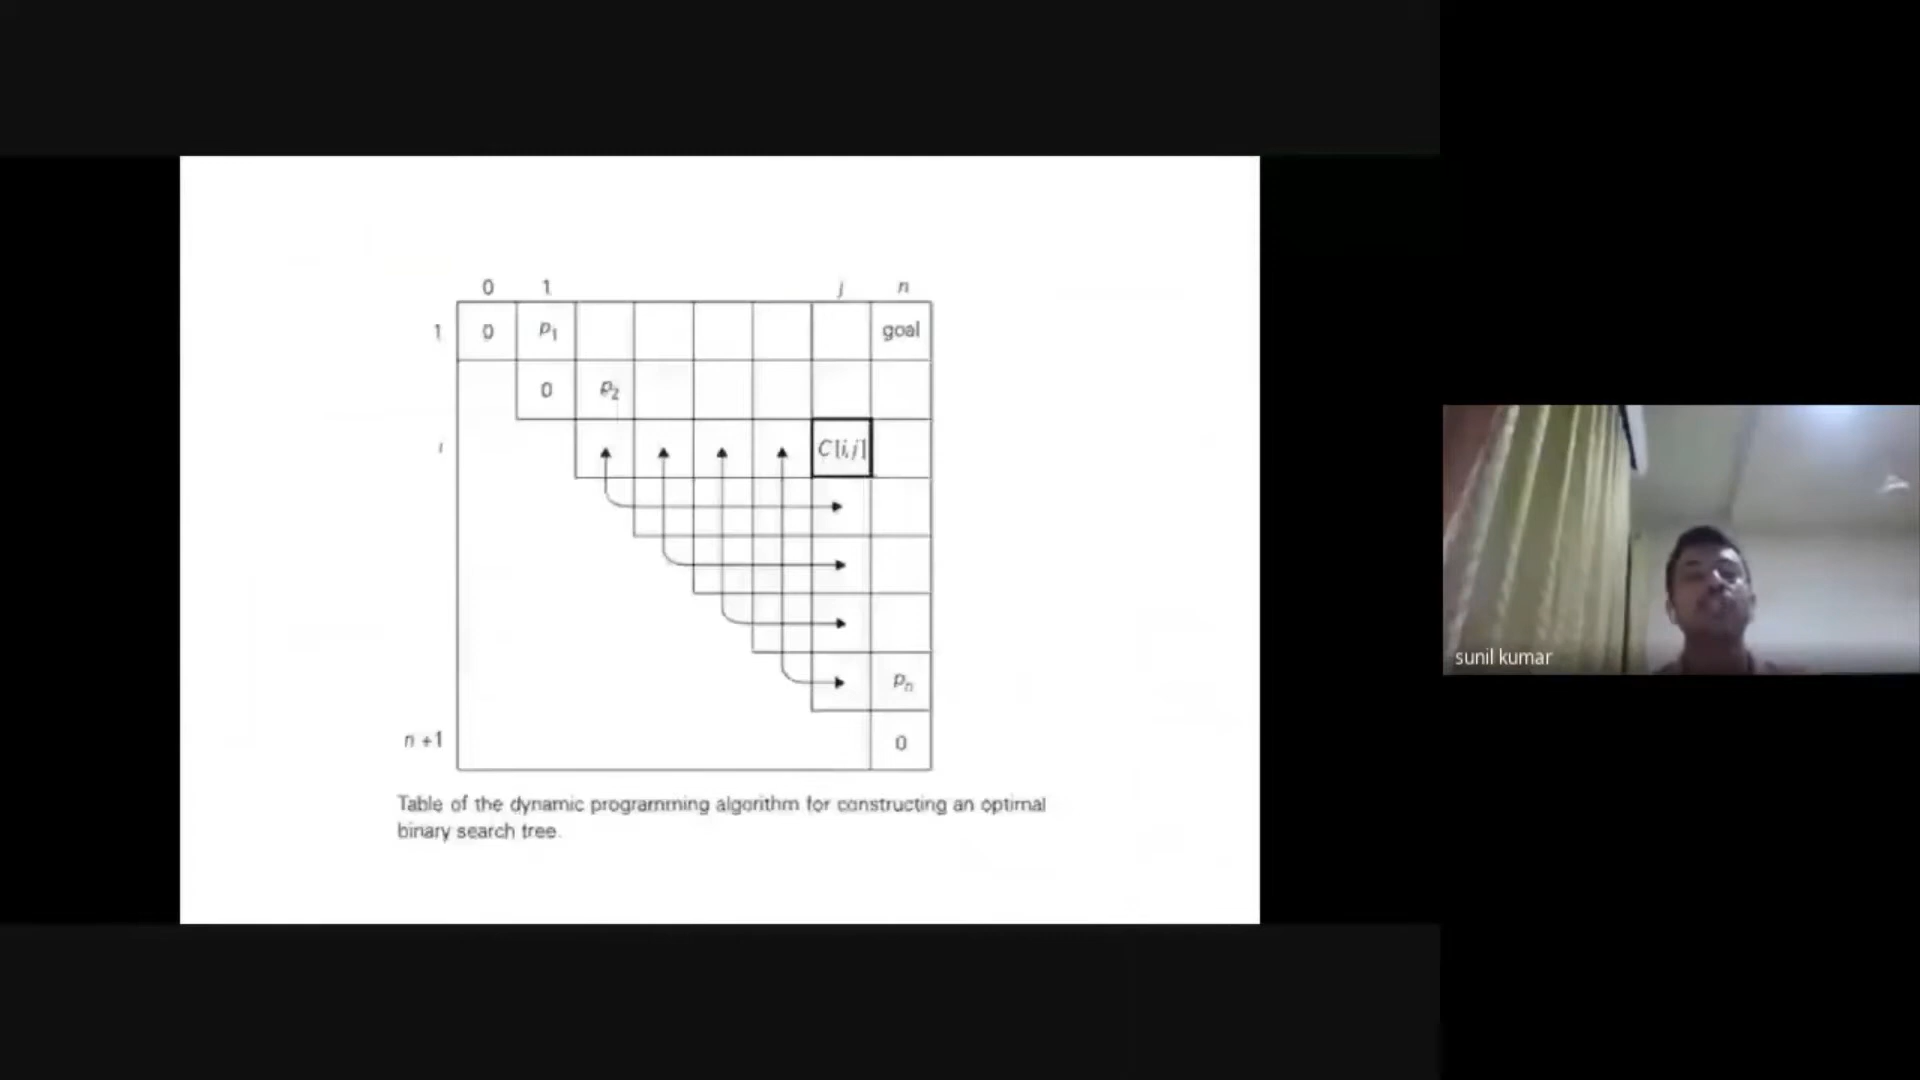 0 1 j n
1 0 p1 goal
0 p2
i C[i,j]
pn
n +1 0
Table of the dynamic programming algorithm for constructing an optimal
binary search tree.
sunil kumar